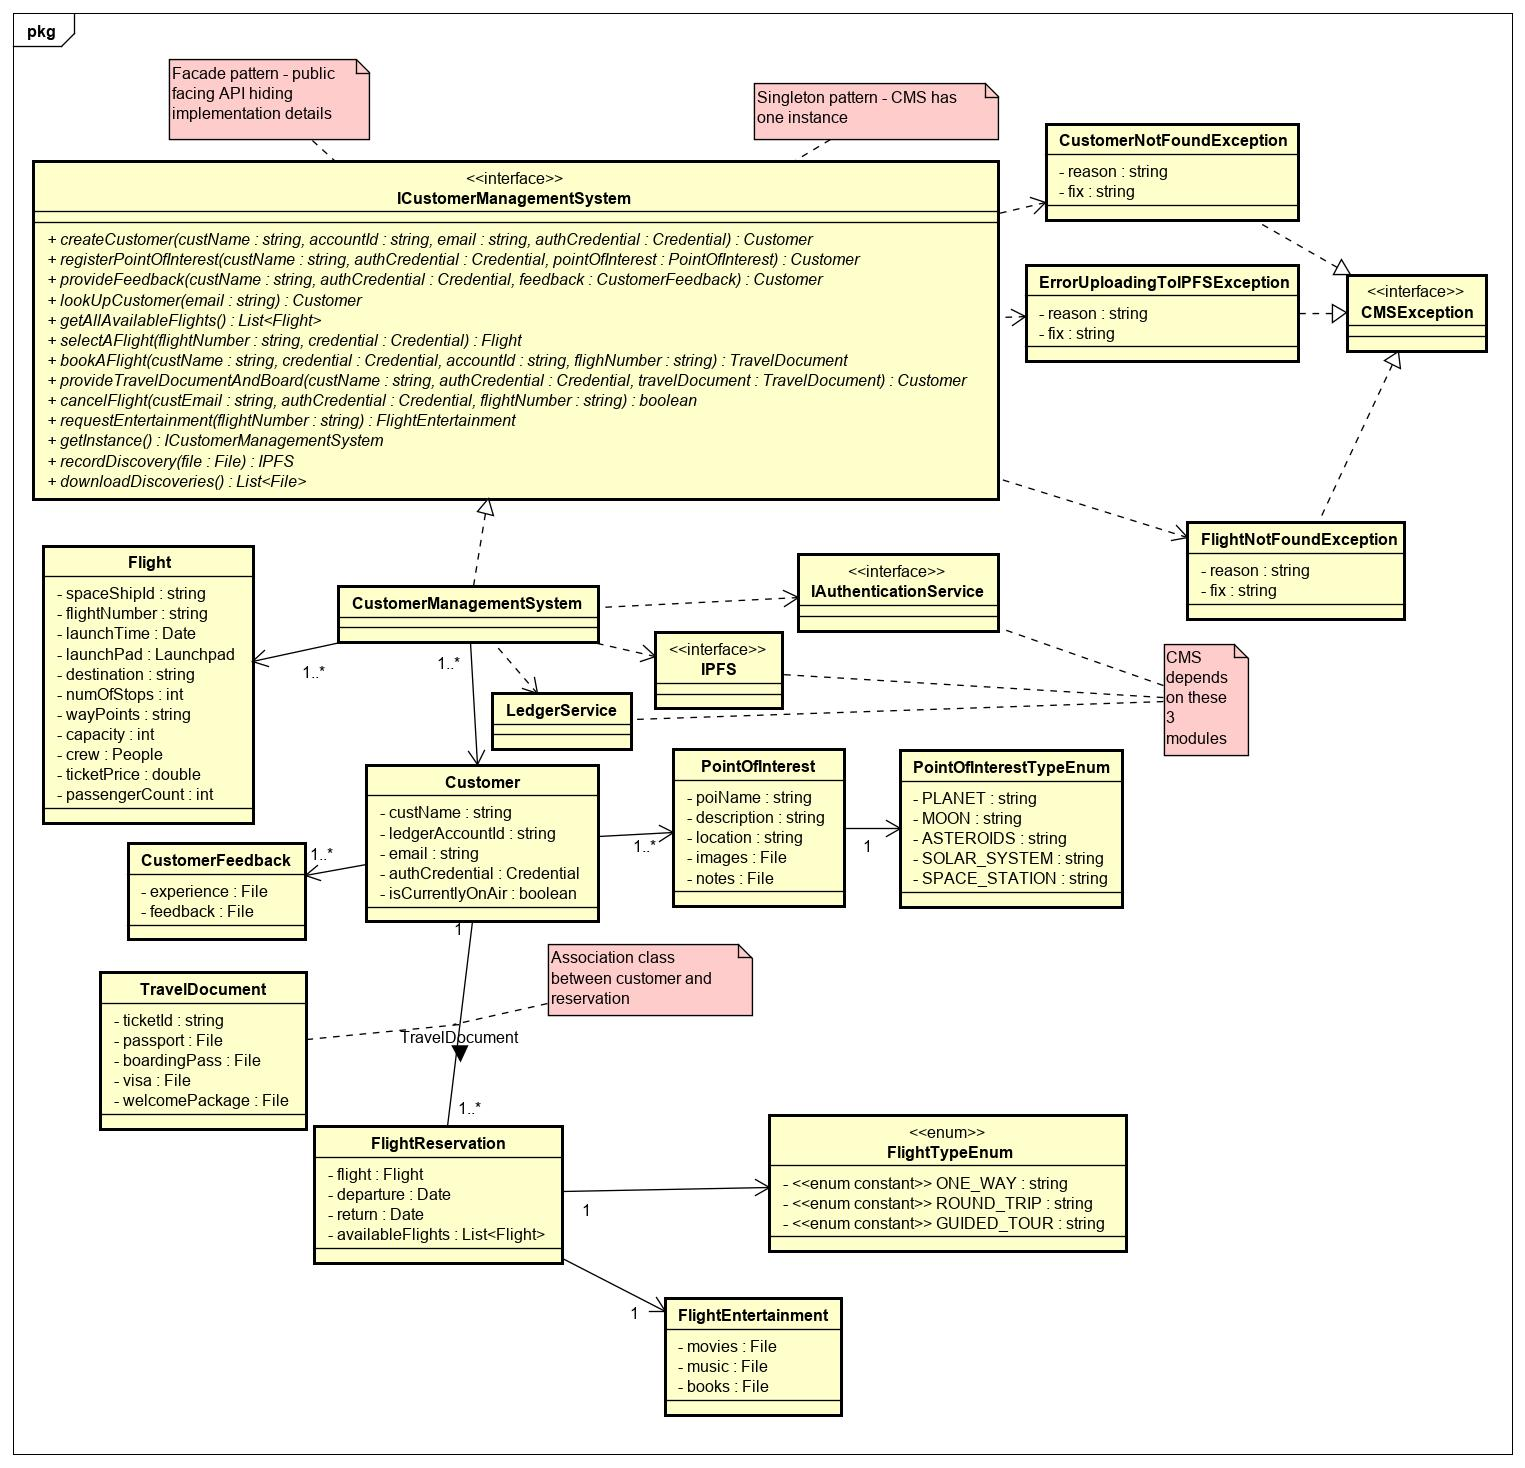 pkg
Facade pattern - public
facing API hiding
implementation details
Singleton pattern - CMS has
one instance
<<interface>>
ICustomerManagementSystem
+ createCustomer(custName : string, accountId : string, email : string, authCredential : Credential) : Customer
+ registerPointOfInterest(custName : string, authCredential : Credential, pointOfInterest : PointOfInterest) : Customer
+ provideFeedback(custName : string, authCredential : Credential, feedback : CustomerFeedback) : Customer
+ lookUpCustomer(email : string) : Customer
+ getAllAvailableFlights() : List<Flight>
+ selectAFlight(flightNumber : string, credential : Credential) : Flight
+ bookAFlight(custName : string, credential : Credential, accountId : string, flighNumber : string) : TravelDocument
+ provideTravelDocumentAndBoard(custName : string, authCredential : Credential, travelDocument : TravelDocument) : Customer
+ cancelFlight(custEmail : string, authCredential : Credential, flightNumber : string) : boolean
+ requestEntertainment(flightNumber : string) : FlightEntertainment
+ getInstance() : ICustomerManagementSystem
+ recordDiscovery(file : File) : IPFS
+ downloadDiscoveries() : List<File>
CustomerNotFoundException
- reason : string
- fix : string
ErrorUploadingToIPFSException
- reason : string
- fix : string
<<interface>>
CMSException
FlightNotFoundException
- reason : string
- fix : string
Flight
- spaceShipId : string
- flightNumber : string
- launchTime : Date
- launchPad : Launchpad
- destination : string
- numOfStops : int
- wayPoints : string
- capacity : int
- crew : People
- ticketPrice : double
- passengerCount : int
CustomerManagementSystem
1..*
1..*
<<interface>>
IAuthenticationService
<<interface>>
IPFS
LedgerService
CMS
depends
on these
3
modules
Customer
- custName : string
- ledgerAccountId : string
- email : string
- authCredential : Credential
- isCurrentlyOnAir : boolean
1..*
PointOfInterest
- poiName : string
- description : string
- location : string
- images : File
- notes : File
1
PointOfInterestTypeEnum
- PLANET : string
- MOON : string
- ASTEROIDS : string
- SOLAR_SYSTEM : string
- SPACE_STATION : string
CustomerFeedback
- experience : File
- feedback : File
1..*
1
Association class
between customer and
reservation
TravelDocument
- ticketId : string
- passport : File
- boardingPass : File
- visa : File
- welcomePackage : File
TravelDocument
1..*
FlightReservation
- flight : Flight
- departure : Date
- return : Date
- availableFlights : List<Flight>
1
<<enum>>
FlightTypeEnum
- <<enum constant>> ONE_WAY : string
- <<enum constant>> ROUND_TRIP : string
- <<enum constant>> GUIDED_TOUR : string
1
FlightEntertainment
- movies : File
- music : File
- books : File